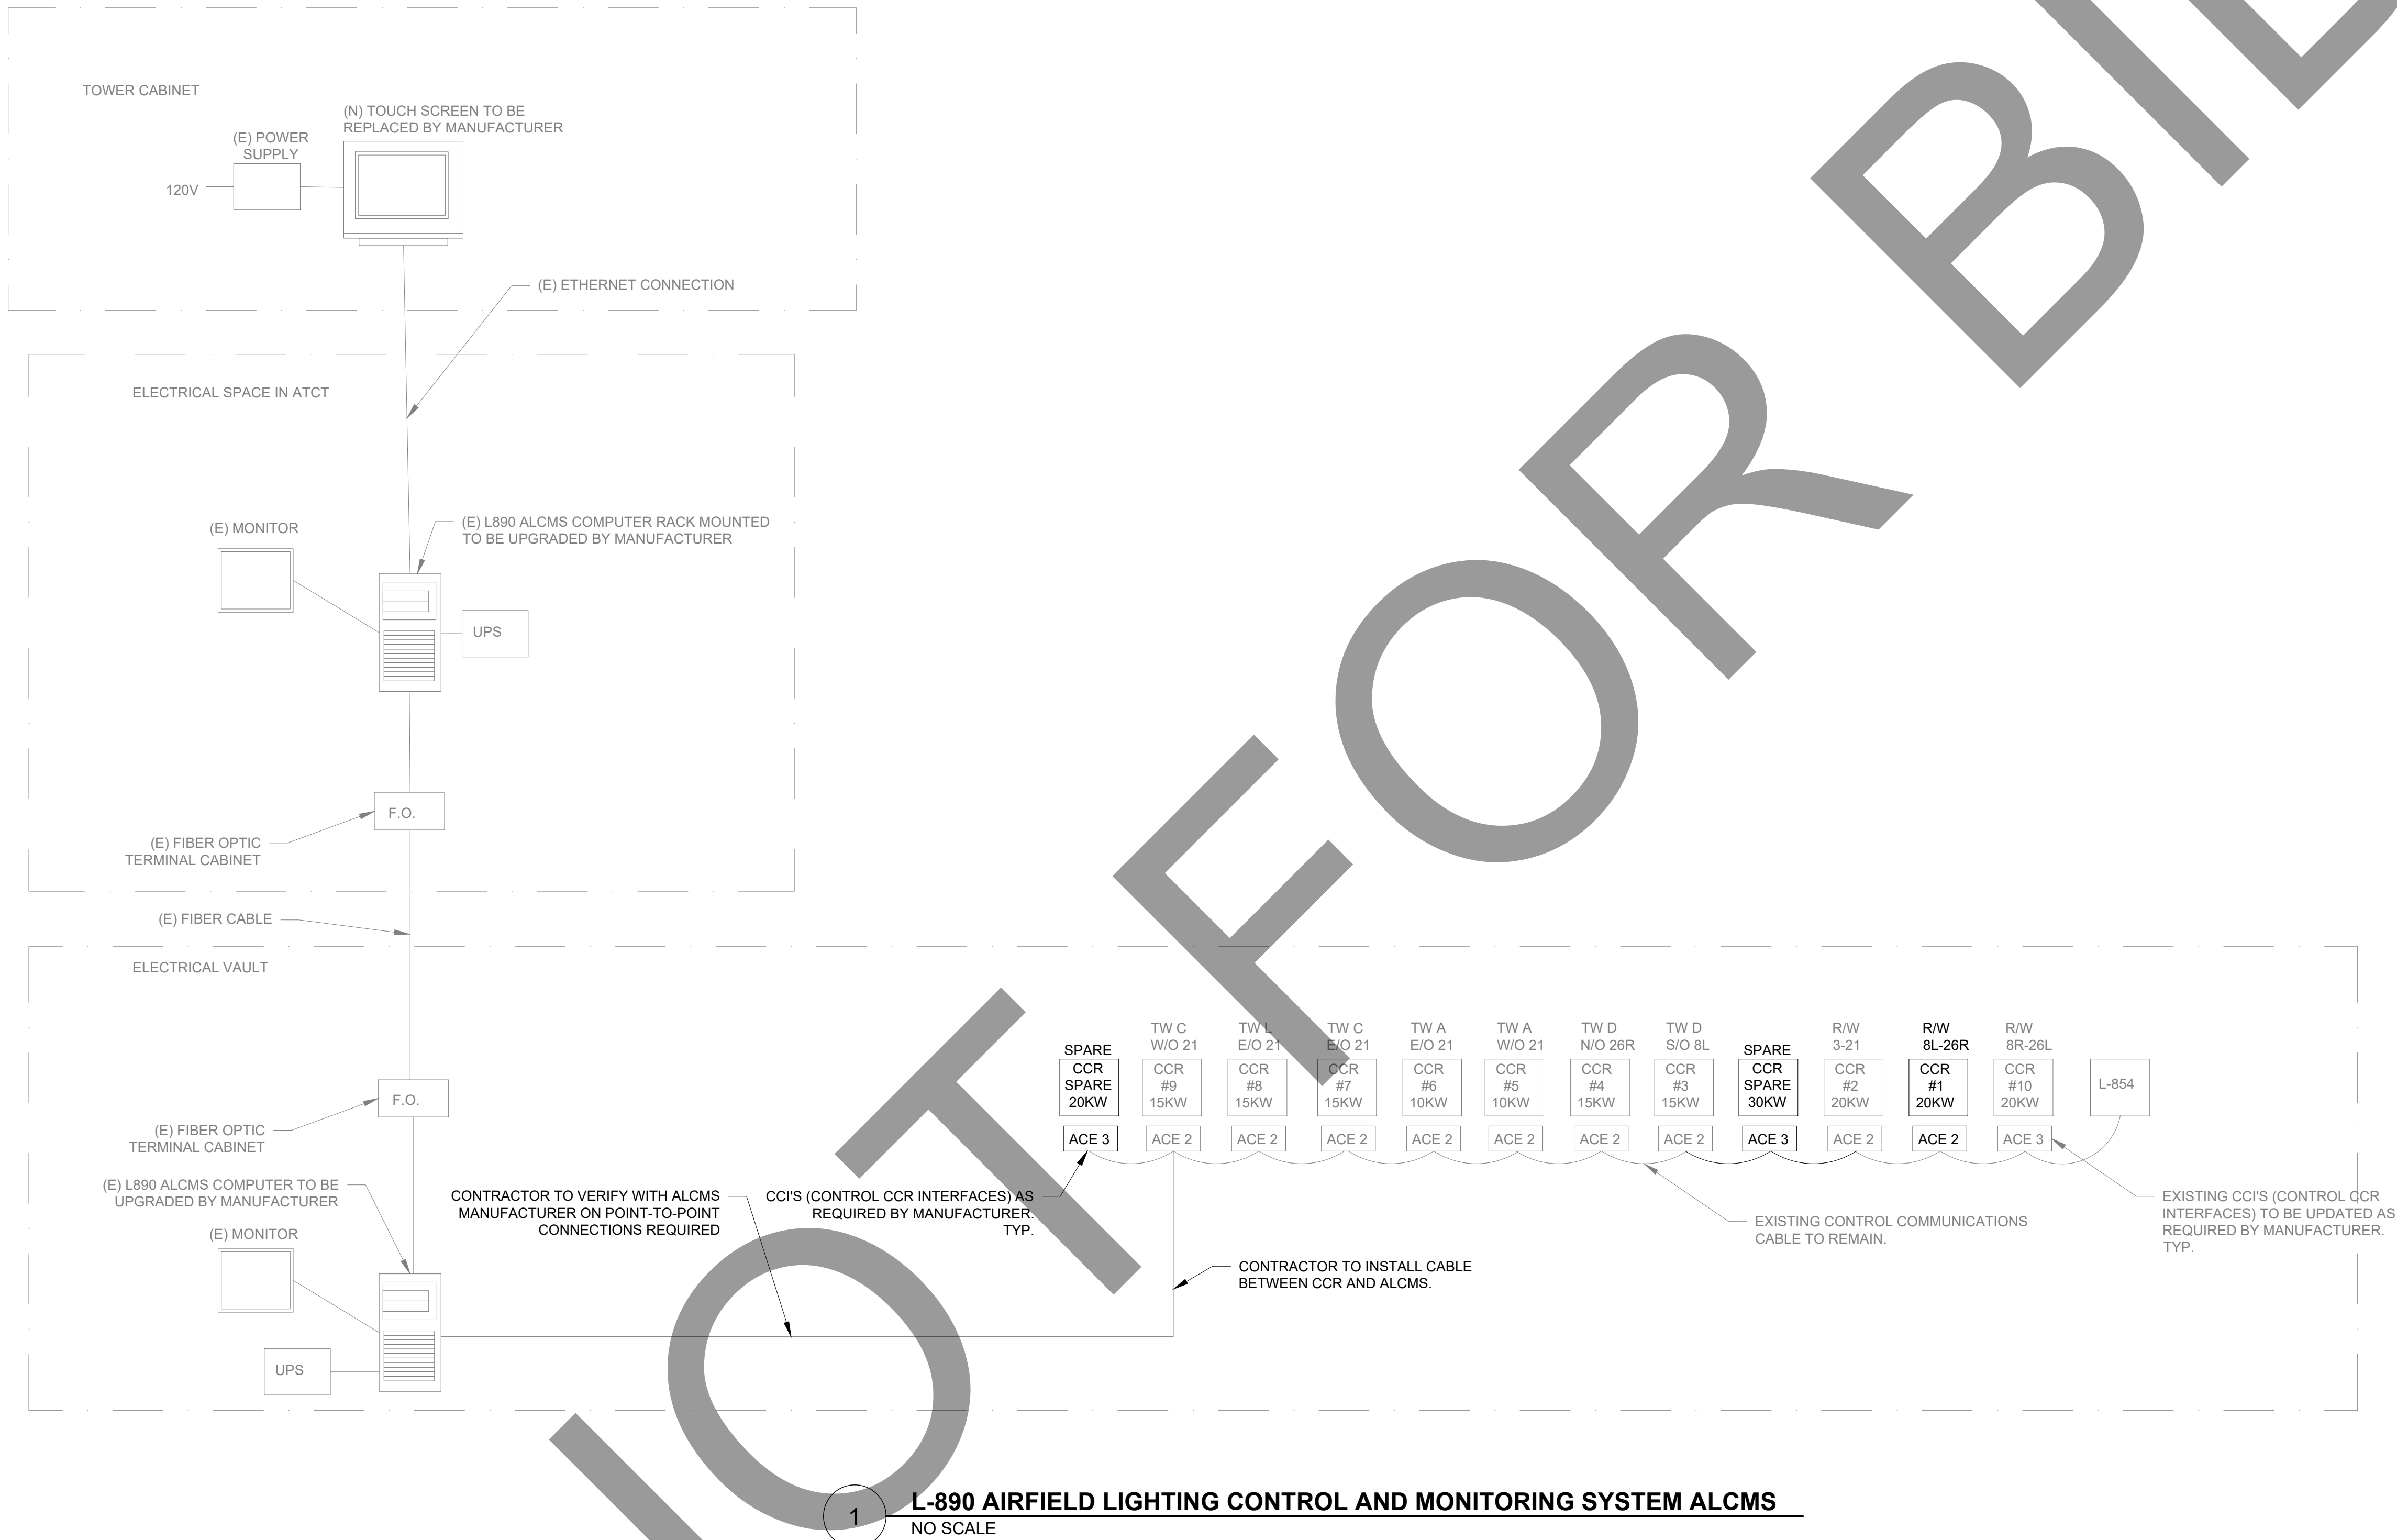 TOWER CABINET
(N) TOUCH SCREEN TO BE
REPLACED BY MANUFACTURER
(E) POWER
SUPPLY
120V
(E) ETHERNET CONNECTION
ELECTRICAL SPACE IN ATCT
(E) MONITOR
(E) L890 ALCMS COMPUTER RACK MOUNTED
TO BE UPGRADED BY MANUFACTURER
UPS
F.O.
(E) FIBER OPTIC
TERMINAL CABINET
(E) FIBER CABLE
ELECTRICAL VAULT
F.O.
(E) FIBER OPTIC
TERMINAL CABINET
(E) L890 ALCMS COMPUTER TO BE
UPGRADED BY MANUFACTURER
(E) MONITOR
UPS
CONTRACTOR TO VERIFY WITH ALCMS
MANUFACTURER ON POINT-TO-POINT
CONNECTIONS REQUIRED
CCI'S (CONTROL CCR INTERFACES) AS
REQUIRED BY MANUFACTURER.
TYP.
CONTRACTOR TO INSTALL CABLE
BETWEEN CCR AND ALCMS.
EXISTING CONTROL COMMUNICATIONS
CABLE TO REMAIN.
EXISTING CCI'S (CONTROL CCR
INTERFACES) TO BE UPDATED AS
REQUIRED BY MANUFACTURER.
TYP.
SPARE
CCR
SPARE
20KW
ACE 3
TW C
W/O 21
CCR
#9
15KW
ACE 2
TW L
E/O 21
CCR
#8
15KW
ACE 2
TW C
E/O 21
CCR
#7
15KW
ACE 2
TW A
E/O 21
CCR
#6
10KW
ACE 2
TW A
W/O 21
CCR
#5
10KW
ACE 2
TW D
N/O 26R
CCR
#4
15KW
ACE 2
TW D
S/O 8L
CCR
#3
15KW
ACE 2
SPARE
CCR
SPARE
30KW
ACE 3
R/W
3-21
CCR
#2
20KW
ACE 2
R/W
8L-26R
CCR
#1
20KW
ACE 2
R/W
8R-26L
CCR
#10
20KW
ACE 3
L-854
1
L-890 AIRFIELD LIGHTING CONTROL AND MONITORING SYSTEM ALCMS
NO SCALE
OT FOR BI